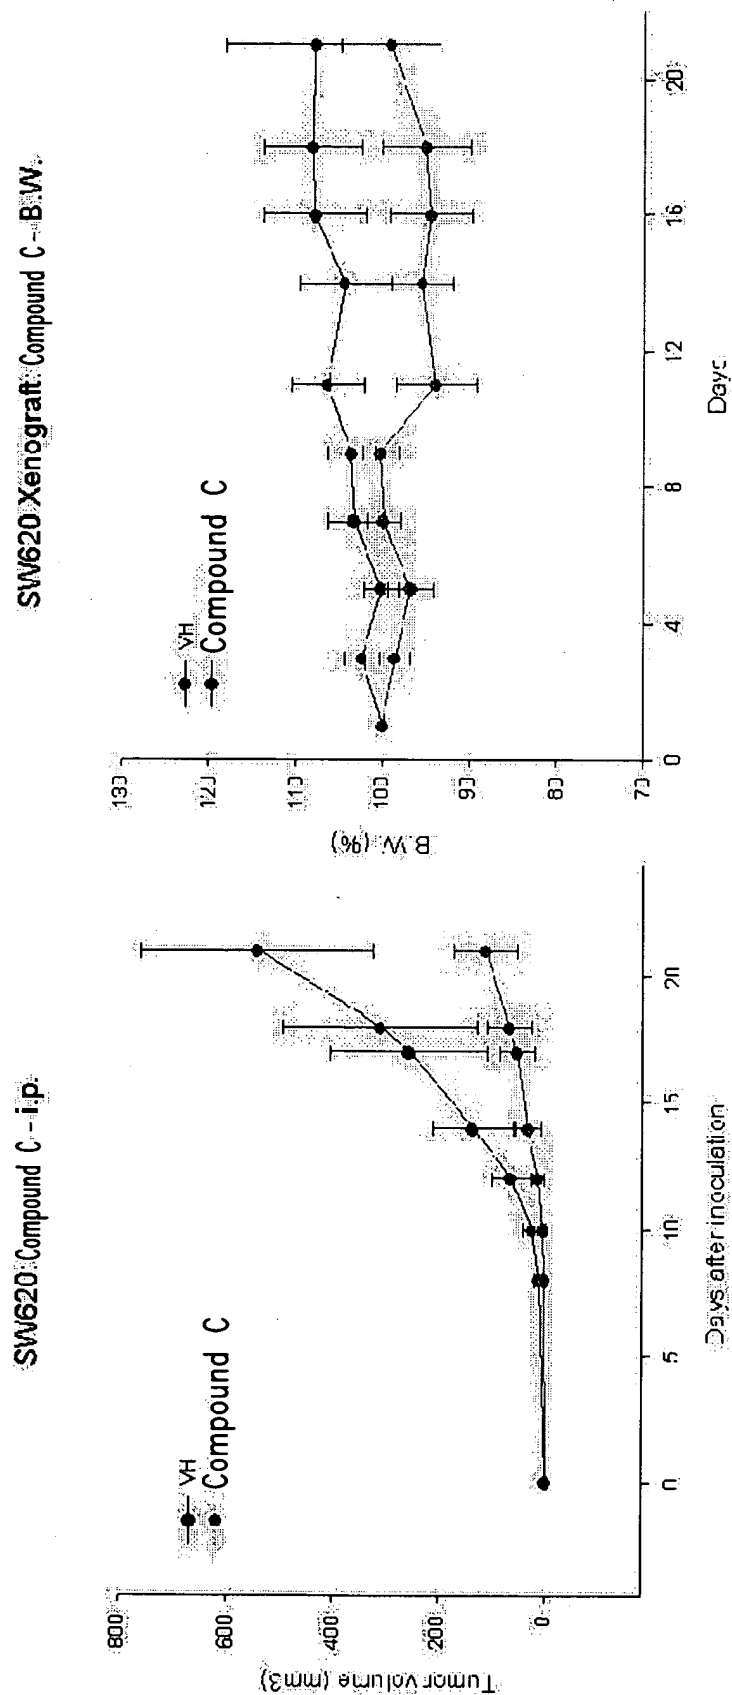 SW620:Compound C-i.p.
VH
Compound C
Tumor volume (mm3)
800
600
400
200
0
0
5
10
15
20
Days after inoculation
SW620 Xenograft: Compound C-B.W.
VH
Compound C
B.W. (%)
130
120
110
100
90
80
70
0
4
8
12
16
20
Days